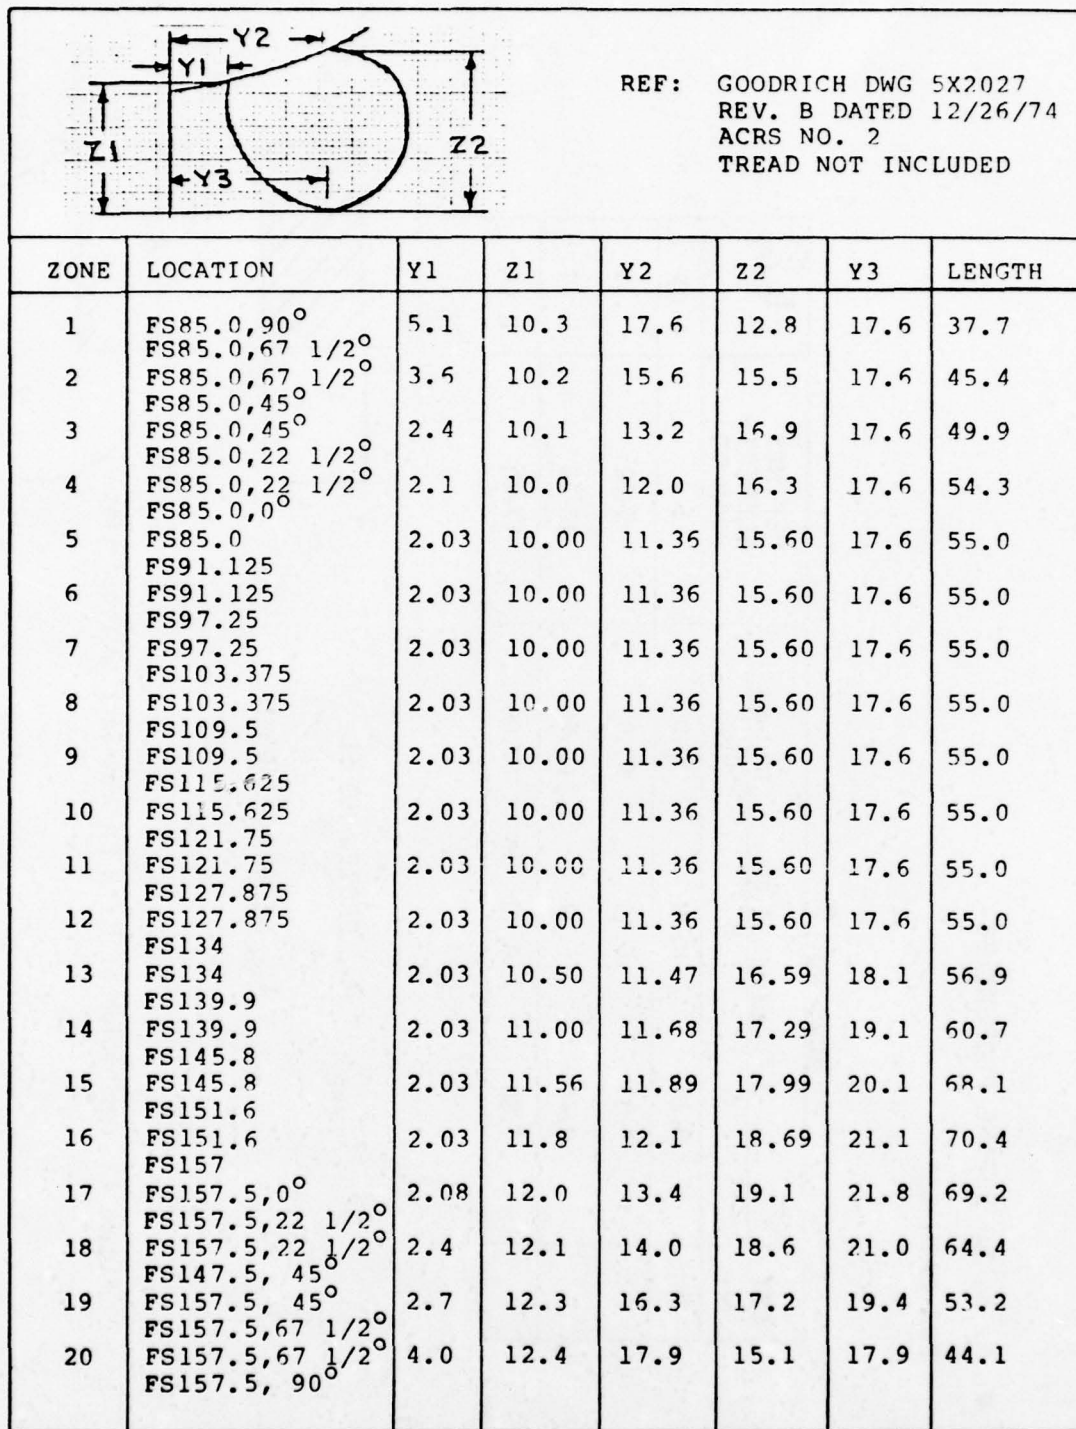 Y2
Y1
Z1
Z2
Y3
REF: GOODRICH DWG 5X2027
REV. B DATED 12/26/74
ACRS NO. 2
TREAD NOT INCLUDED
ZONE LOCATION Y1 Z1 Y2 Z2 Y3 LENGTH
1 FS85.0,90° 5.1 10.3 17.6 12.8 17.6 37.7
FS85.0,67 1/2°
2 FS85.0,67 1/2° 3.6 10.2 15.6 15.5 17.6 45.4
FS85.0,45°
3 FS85.0,45° 2.4 10.1 13.2 16.9 17.6 49.9
FS85.0,22 1/2°
4 FS85.0,22 1/2° 2.1 10.0 12.0 16.3 17.6 54.3
FS85.0,0°
5 FS85.0 2.03 10.00 11.36 15.60 17.6 55.0
FS91.125
6 FS91.125 2.03 10.00 11.36 15.60 17.6 55.0
FS97.25
7 FS97.25 2.03 10.00 11.36 15.60 17.6 55.0
FS103.375
8 FS103.375 2.03 10.00 11.36 15.60 17.6 55.0
FS109.5
9 FS109.5 2.03 10.00 11.36 15.60 17.6 55.0
FS115.625
10 FS115.625 2.03 10.00 11.36 15.60 17.6 55.0
FS121.75
11 FS121.75 2.03 10.00 11.36 15.60 17.6 55.0
FS127.875
12 FS127.875 2.03 10.00 11.36 15.60 17.6 55.0
FS134
13 FS134 2.03 10.50 11.47 16.59 18.1 56.9
FS139.9
14 FS139.9 2.03 11.00 11.68 17.29 19.1 60.7
FS145.8
15 FS145.8 2.03 11.56 11.89 17.99 20.1 68.1
FS151.6
16 FS151.6 2.03 11.8 12.1 18.69 21.1 70.4
FS157
17 FS157.5,0° 2.08 12.0 13.4 19.1 21.8 69.2
FS157.5,22 1/2°
18 FS157.5,22 1/2° 2.4 12.1 14.0 18.6 21.0 64.4
FS147.5, 45°
19 FS157.5, 45° 2.7 12.3 16.3 17.2 19.4 53.2
FS157.5,67 1/2°
20 FS157.5,67 1/2° 4.0 12.4 17.9 15.1 17.9 44.1
FS157.5, 90°